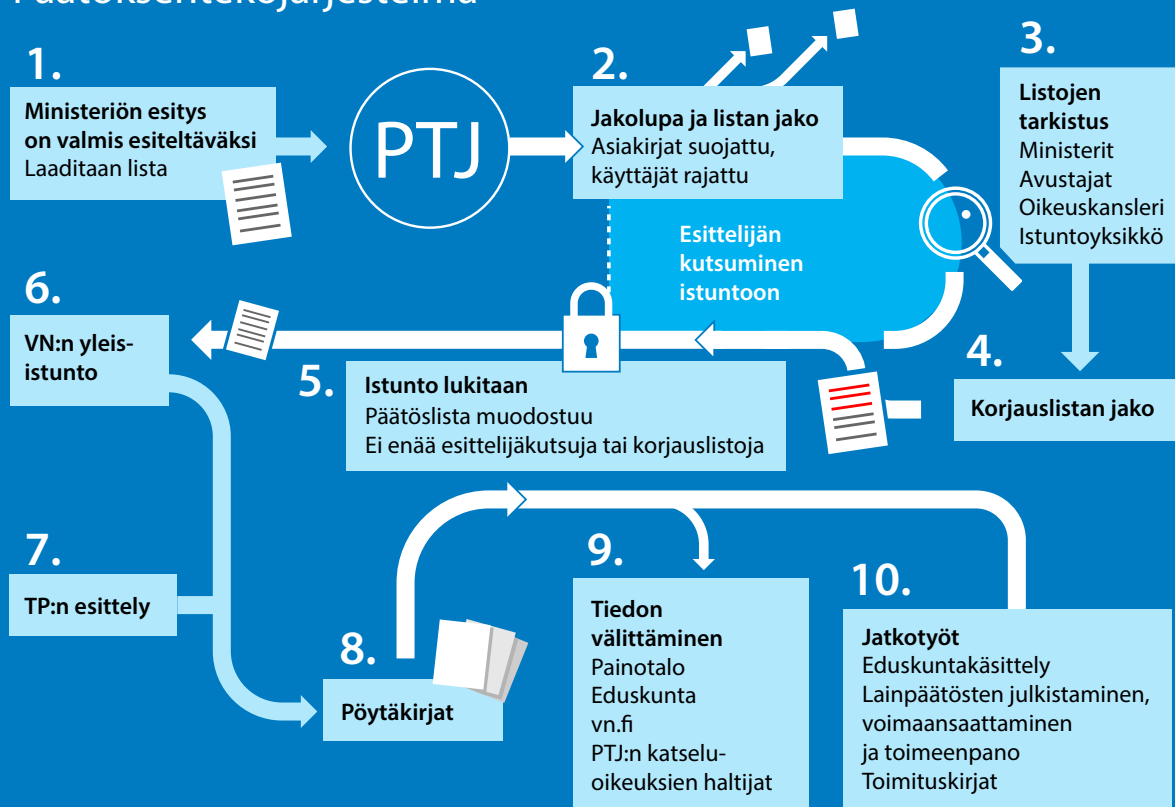 Päätöksentekojärjestelmä
1.
Ministeriön esitys
on valmis esiteltäväksi
Laaditaan lista
PTJ
2.
Jakolupa ja listan jako
Asiakirjat suojattu,
käyttäjät rajattu
3.
Listojen
tarkistus
Ministerit
Avustajat
Oikeuskansleri
Istuntoyksikkö
Esittelijän
kutsuminen
istuntoon
4.
Korjauslistan jako
5.
Istunto lukitaan
Päätöslista muodostuu
Ei enää esittelijäkutsuja tai korjauslistoja
6.
VN:n yleis-
istunto
7.
TP:n esittely
8.
Pöytäkirjat
9.
Tiedon
välittäminen
Painotalo
Eduskunta
vn.fi
PTJ:n katselu-
oikeuksien haltijat
10.
Jatkotyöt
Eduskuntakäsittely
Lainpäätösten julkistaminen,
voimaansaattaminen
ja toimeenpano
Toimituskirjat